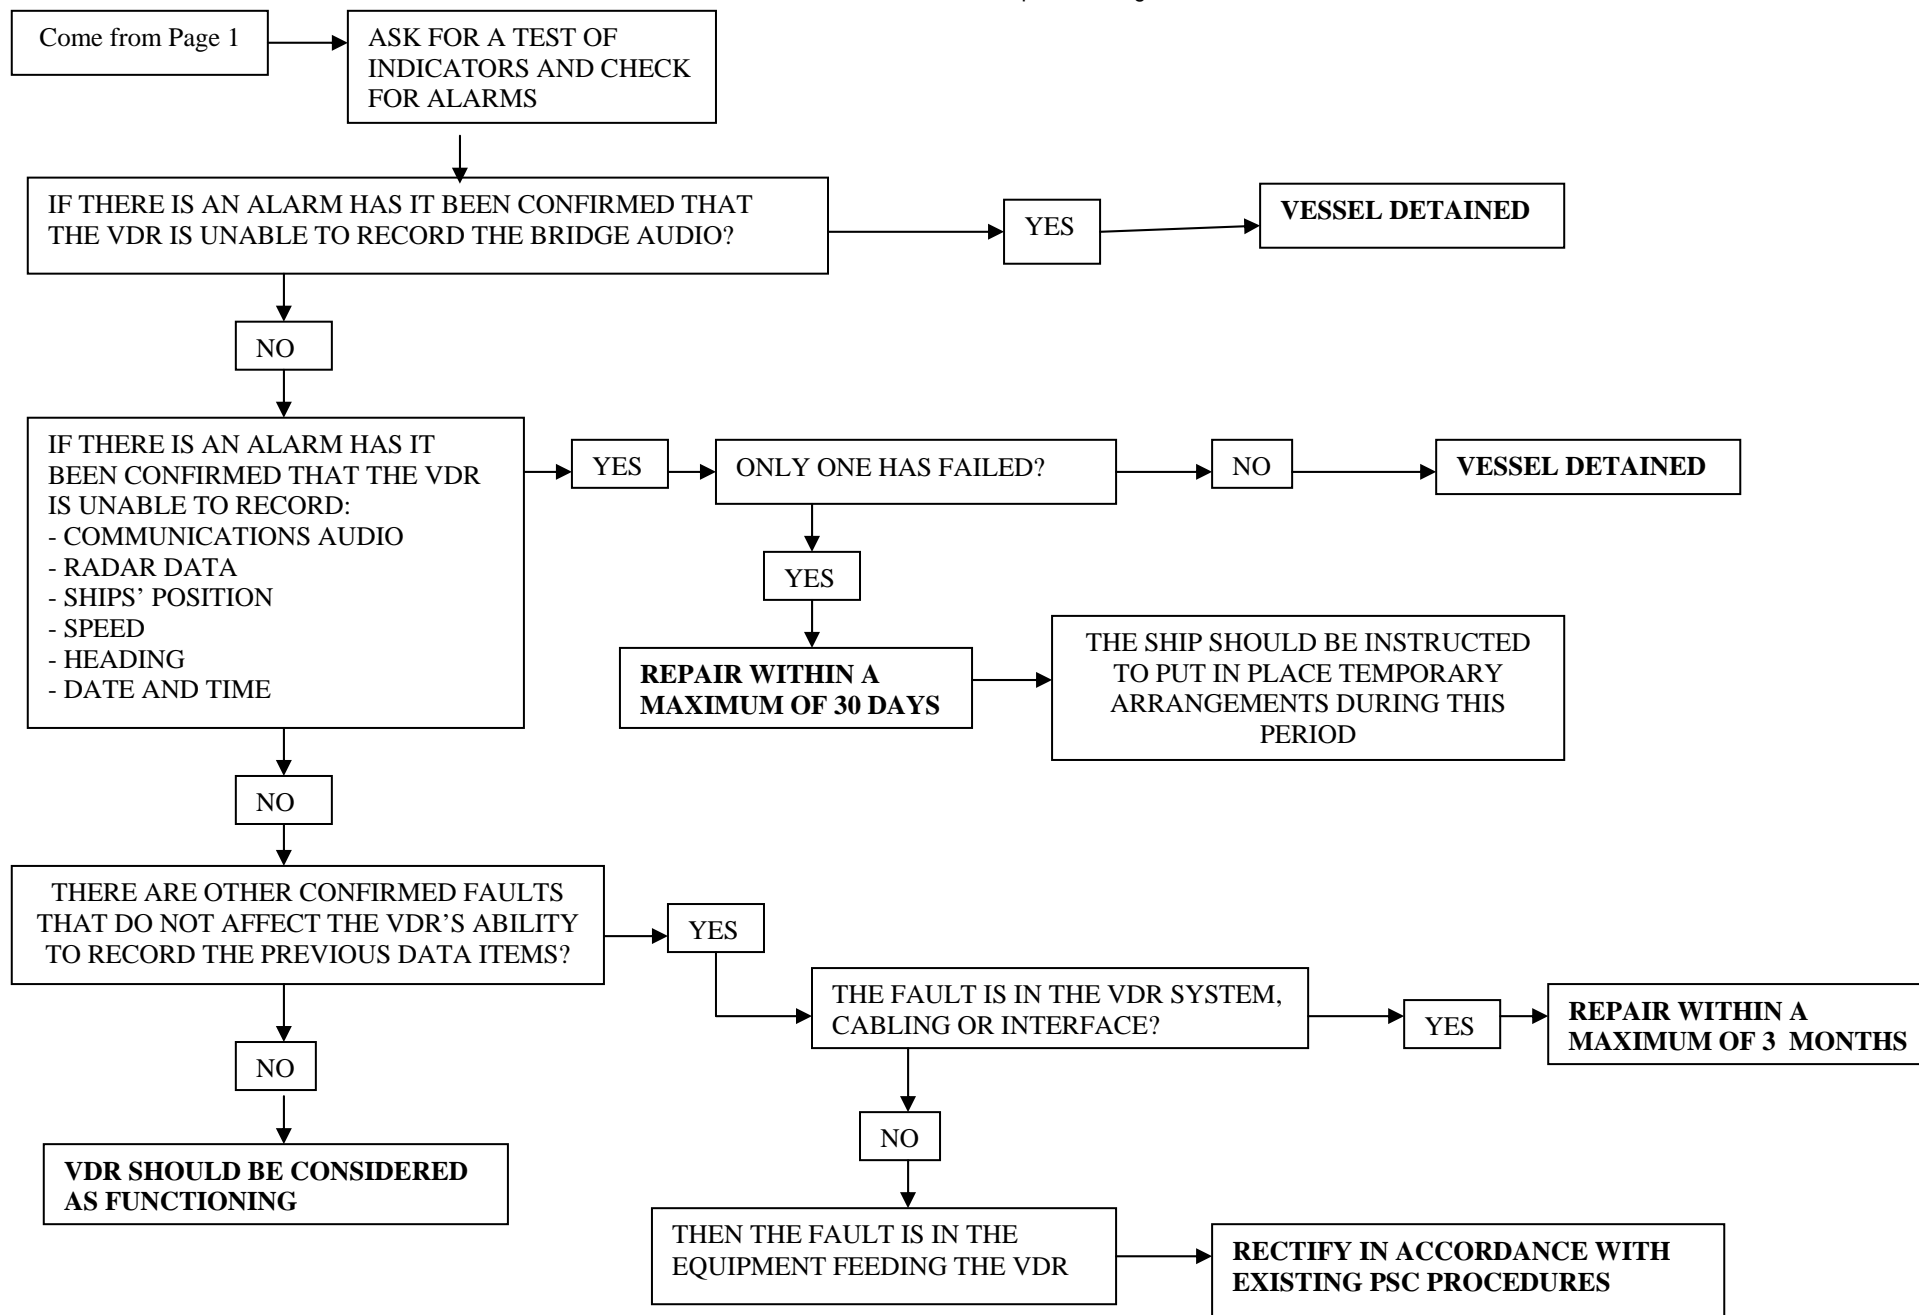 Come from Page 1
ASK FOR A TEST OF
INDICATORS AND CHECK
FOR ALARMS
IF THERE IS AN ALARM HAS IT BEEN CONFIRMED THAT
THE VDR IS UNABLE TO RECORD THE BRIDGE AUDIO?
YES
VESSEL DETAINED
NO
IF THERE IS AN ALARM HAS IT
BEEN CONFIRMED THAT THE VDR
IS UNABLE TO RECORD:
- COMMUNICATIONS AUDIO
- RADAR DATA
- SHIPS’ POSITION
- SPEED
- HEADING
- DATE AND TIME
YES
ONLY ONE HAS FAILED?
NO
VESSEL DETAINED
YES
REPAIR WITHIN A
MAXIMUM OF 30 DAYS
THE SHIP SHOULD BE INSTRUCTED
TO PUT IN PLACE TEMPORARY
ARRANGEMENTS DURING THIS
PERIOD
NO
THERE ARE OTHER CONFIRMED FAULTS
THAT DO NOT AFFECT THE VDR’S ABILITY
TO RECORD THE PREVIOUS DATA ITEMS?
YES
THE FAULT IS IN THE VDR SYSTEM,
CABLING OR INTERFACE?
YES
REPAIR WITHIN A
MAXIMUM OF 3 MONTHS
NO
VDR SHOULD BE CONSIDERED
AS FUNCTIONING
NO
THEN THE FAULT IS IN THE
EQUIPMENT FEEDING THE VDR
RECTIFY IN ACCORDANCE WITH
EXISTING PSC PROCEDURES